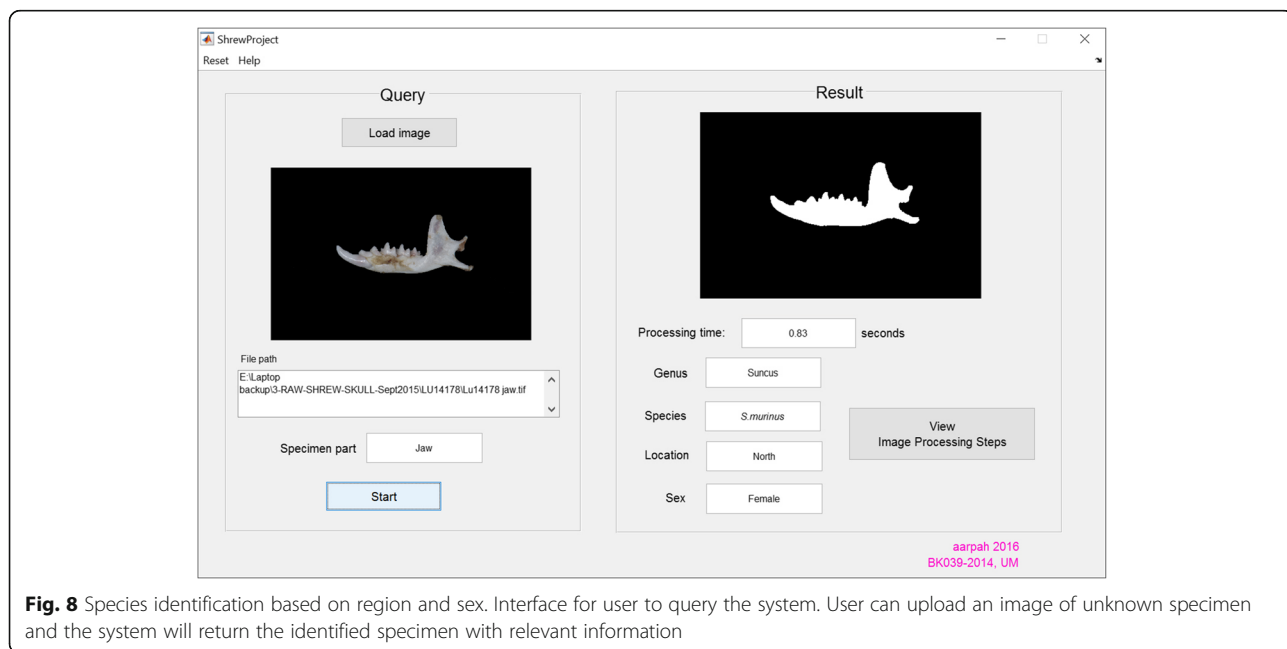 ShrewProject
Reset Help
Query
Load image
File path
E:\Laptop
backup\3-RAW-SHREW-SKULL-Sept2015\LU14178\Lu14178 jaw.tif
Specimen part Jaw
Start
Result
Processing time: 0.83 seconds
Genus Suncus
Species S.murinus
Location North
Sex Female
View
Image Processing Steps
aarpah 2016
BK039-2014, UM
Fig. 8 Species identification based on region and sex. Interface for user to query the system. User can upload an image of unknown specimen
and the system will return the identified specimen with relevant information